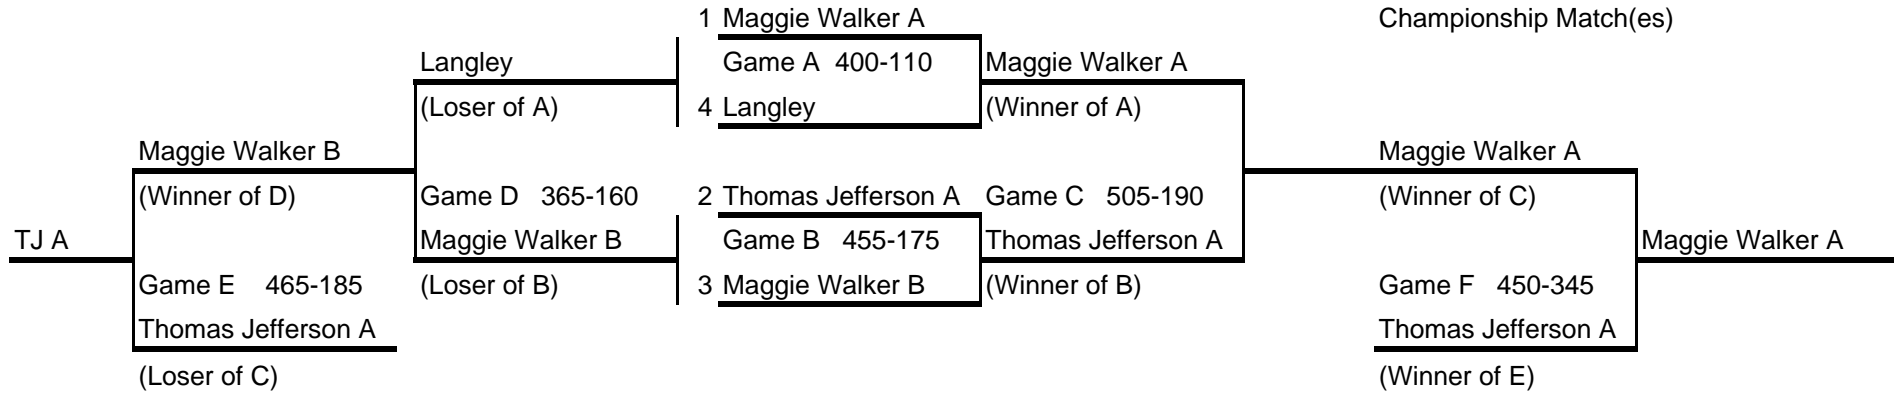 1 Maggie Walker A Championship Match(es)
Langley Game A 400-110 Maggie Walker A
(Loser of A) 4 Langley (Winner of A)
Maggie Walker B Maggie Walker A
(Winner of D) Game D 365-160 2 Thomas Jefferson A Game C 505-190 (Winner of C)
TJ A Maggie Walker B Game B 455-175 Thomas Jefferson A Maggie Walker A
Game E 465-185 (Loser of B) 3 Maggie Walker B (Winner of B) Game F 450-345
Thomas Jefferson A Thomas Jefferson A
(Loser of C) (Winner of E)